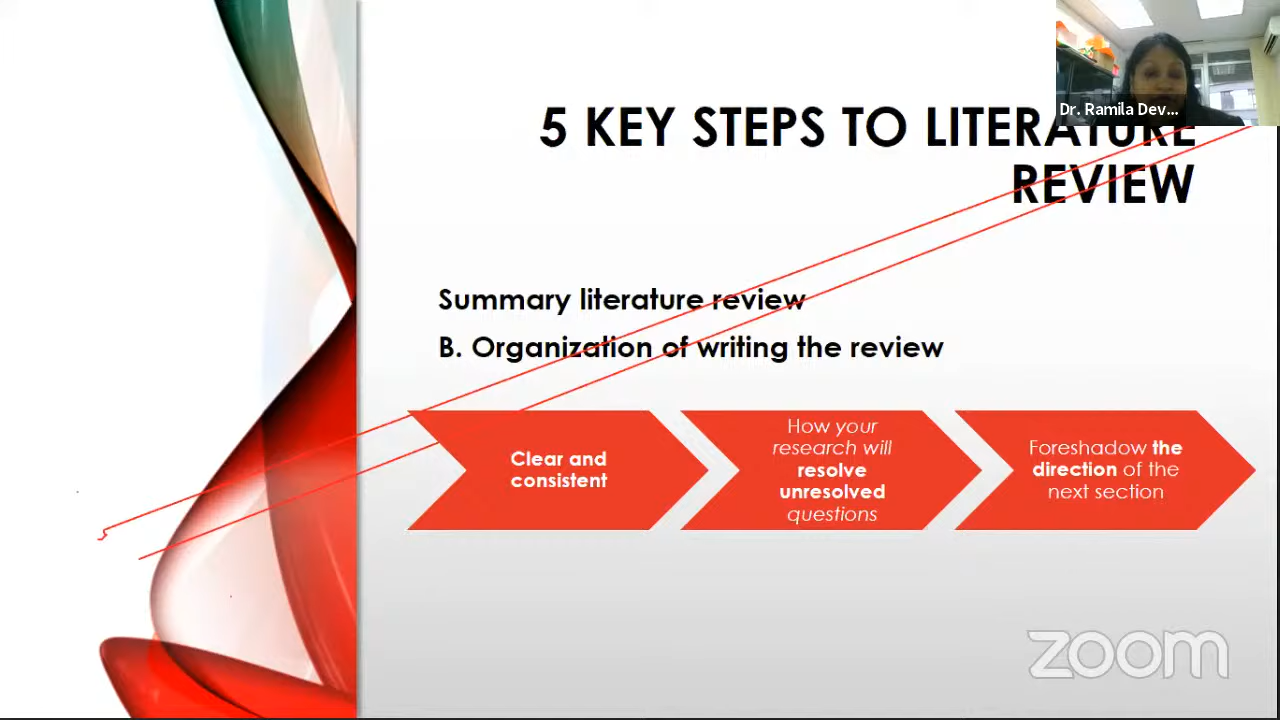 Dr. Ramila Dev...
5 KEY STEPS TO LITERATURE
REVIEW
Summary literature review
B. Organization of writing the review
Clear and
consistent
How your
research will
resolve
unresolved
questions
Foreshadow the
direction of the
next section
zoom